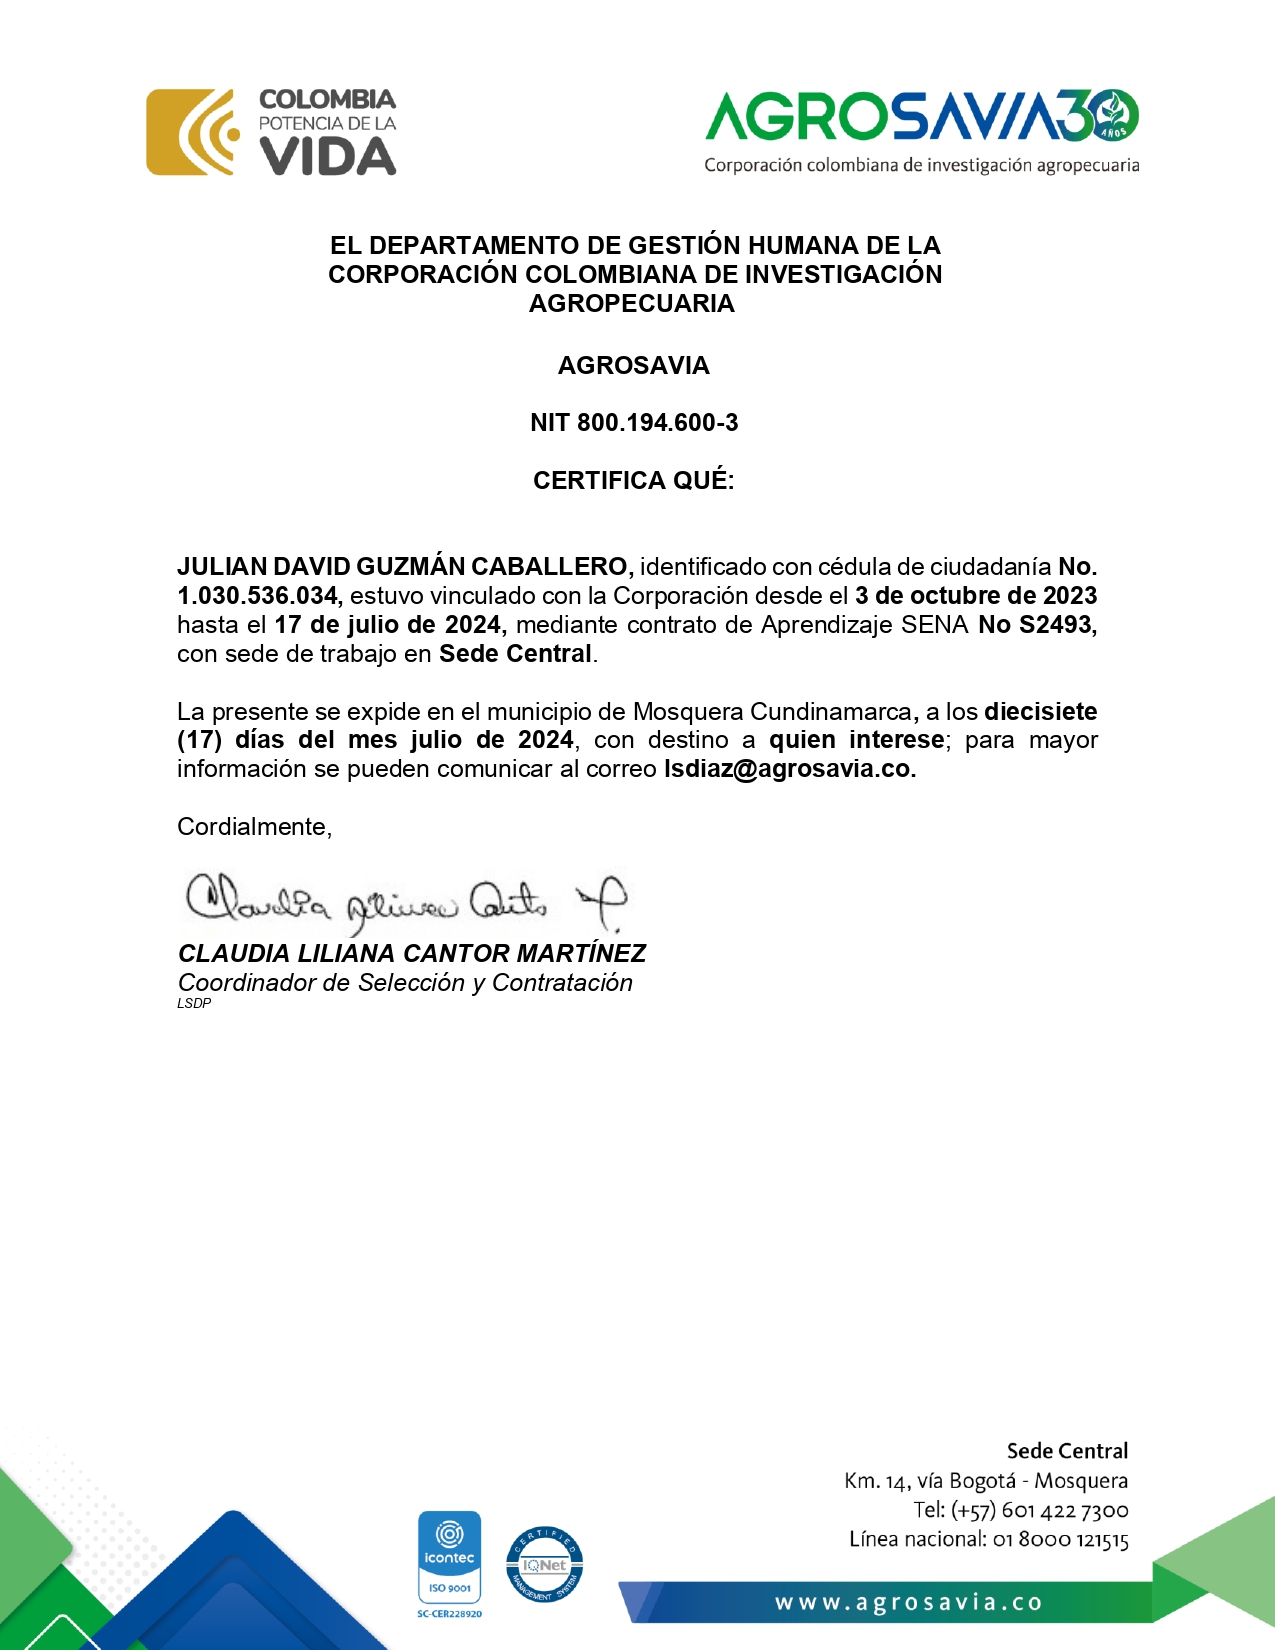 COLOMBIA
POTENCIA DE LA
VIDA
AGROSAVIA 30
AÑOS
Corporación colombiana de investigación agropecuaria
EL DEPARTAMENTO DE GESTIÓN HUMANA DE LA
CORPORACIÓN COLOMBIANA DE INVESTIGACIÓN
AGROPECUARIA
AGROSAVIA
NIT 800.194.600-3
CERTIFICA QUÉ:
JULIAN DAVID GUZMÁN CABALLERO, identificado con cédula de ciudadanía No.
1.030.536.034, estuvo vinculado con la Corporación desde el 3 de octubre de 2023
hasta el 17 de julio de 2024, mediante contrato de Aprendizaje SENA No S2493,
con sede de trabajo en Sede Central.
La presente se expide en el municipio de Mosquera Cundinamarca, a los diecisiete
(17) días del mes julio de 2024, con destino a quien interese; para mayor
información se pueden comunicar al correo lsdiaz@agrosavia.co.
Cordialmente,
CLAUDIA LILIANA CANTOR MARTÍNEZ
Coordinador de Selección y Contratación
LSDP
Sede Central
Km. 14, vía Bogotá - Mosquera
Tel: (+57) 601 422 7300
Línea nacional: 01 8000 121515
icontec
ISO 9001
SC-CER228920
CERTIFIED
IQNet
MANAGEMENT SYSTEM
www.agrosavia.co